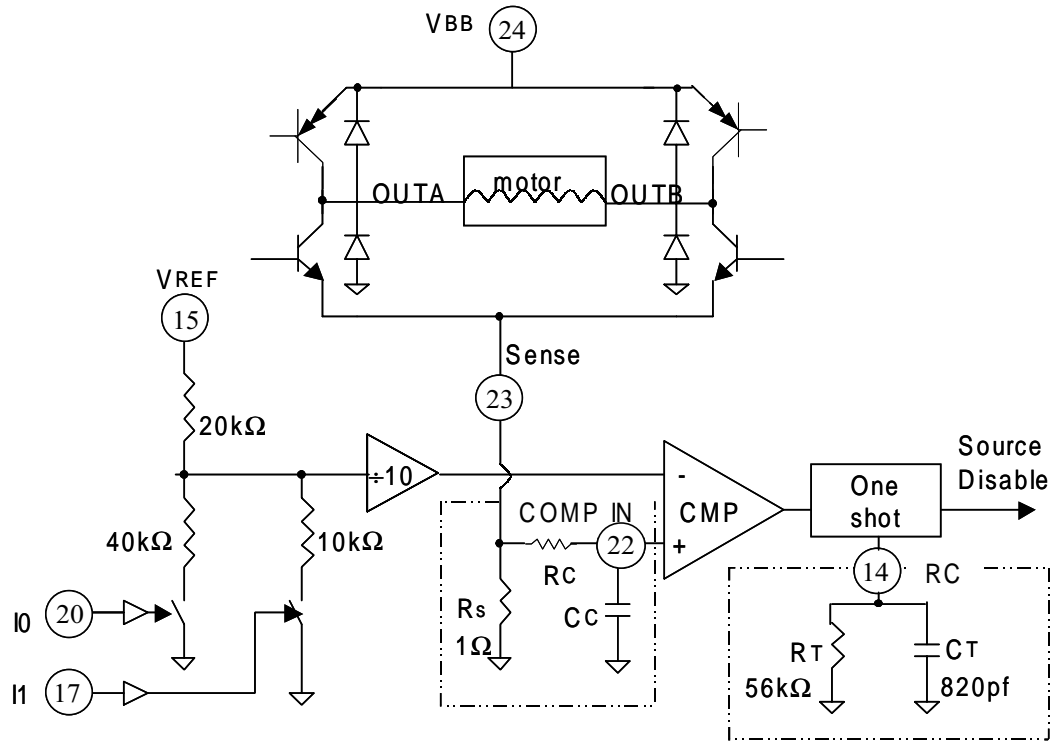 VBB
24
motor
OUTA
OUTB
VREF
15
Sense
23
20kΩ
÷10
Source
Disable
One
shot
-
CMP
COMP IN
40kΩ
10kΩ
22
+
14
RC
RC
I0
20
Rs
1Ω
CC
RT
56kΩ
CT
820pf
I1
17